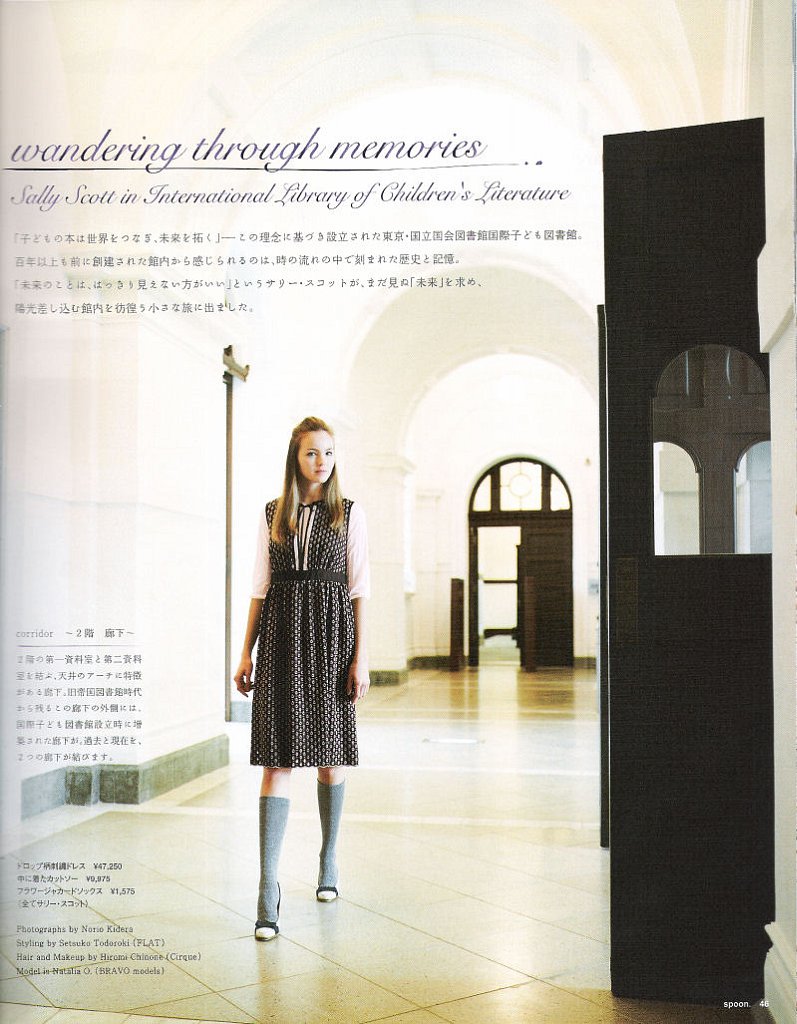 wandering through memories...
Sally Scott in International Library of Children's Literature
「子どもの本は世界をつなぎ、未来を拓く」──この理念に基づき設立された東京・国立国会図書館国際子ども図書館。
百年以上も前に創建された館内から感じられるのは、時の流れの中で刻まれた歴史と記憶。
「未来のことは、はっきり見えない方がいい」というサリー・スコットが、まだ見ぬ「未来」を求め、
陽光差し込む館内を彷徨う小さな旅に出ました。
corridor ～2階 廊下～
2階の第一資料室と第二資料
室を結ぶ、天井のアーチに特徴
がある廊下。旧帝国図書館時代
から残るこの廊下の外側には、
国際子ども図書館設立時に増
築された廊下が。過去と現在を、
2つの廊下が結びます。
ドロップ柄刺繍ドレス ¥47,250
中に着たカットソー ¥9,975
フラワージャカードソックス ¥1,575
(全てサリー・スコット)
Photographs by Norio Kidera
Styling by Setsuko Todoroki (FLAT)
Hair and Makeup by Hiromi Chinone (Cirque)
Model is Natalia O. (BRAVO models)
spoon. 46